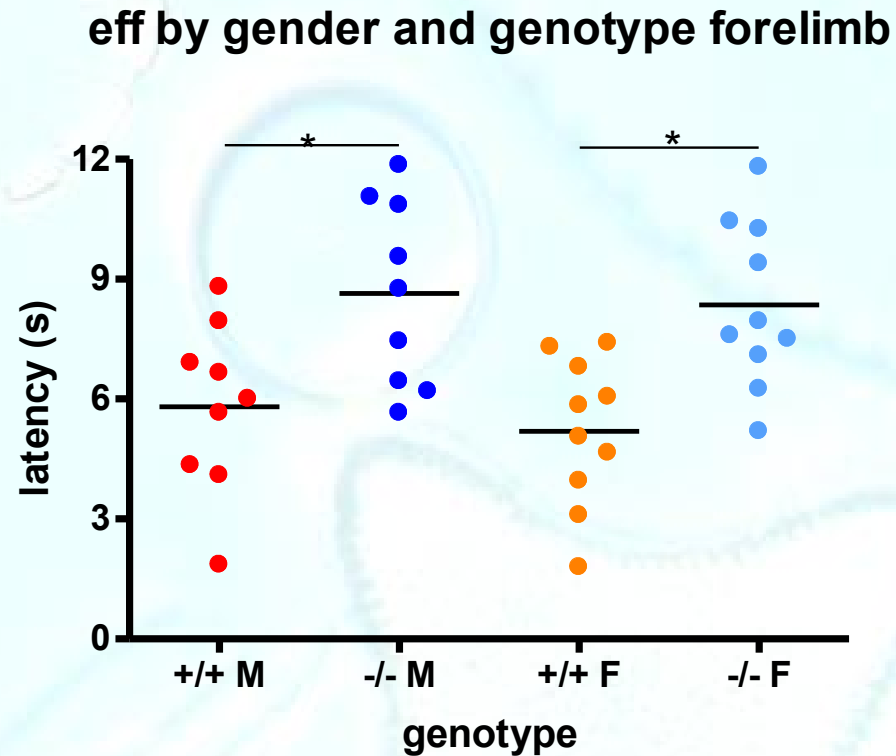 eff by gender and genotype forelimb
* *
12
9
6
3
0
latency (s)
+/+ M -/- M +/+ F -/- F
genotype